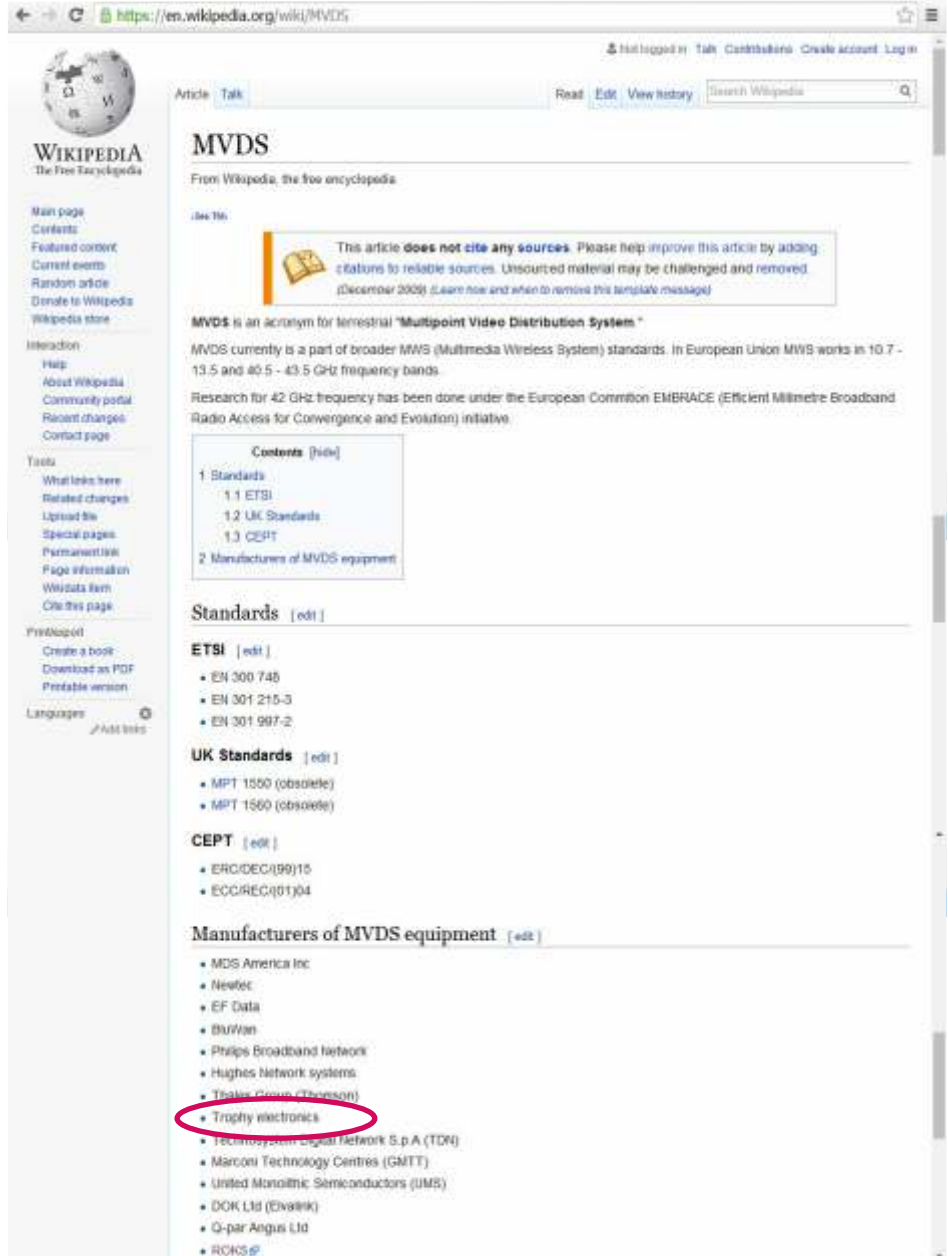 https://en.wikipedia.org/wiki/MVDS
Not logged in Talk Contributions Create account Log in
Article Talk
Read Edit View history Search Wikipedia
WIKIPEDIA
The Free Encyclopedia
MVDS
From Wikipedia, the free encyclopedia
Main page
Contents
Featured content
Current events
Random article
Donate to Wikipedia
Wikipedia store
Interaction
Help
About Wikipedia
Community portal
Recent changes
Contact page
Tools
What links here
Related changes
Upload file
Special pages
Permanent link
Page information
Wikidata item
Cite this page
Print/export
Create a book
Download as PDF
Printable version
Languages
Add links
This article does not cite any sources. Please help improve this article by adding
citations to reliable sources. Unsourced material may be challenged and removed.
(December 2009) (Learn how and when to remove this template message)
MVDS is an acronym for terrestrial "Multipoint Video Distribution System."
MVDS currently is a part of broader MWS (Multimedia Wireless System) standards. In European Union MWS works in 10.7 -
13.5 and 40.5 - 43.5 GHz frequency bands.
Research for 42 GHz frequency has been done under the European Commition EMBRACE (Efficient Millimetre Broadband
Radio Access for Convergence and Evolution) initiative.
Contents [hide]
1 Standards
1.1 ETSI
1.2 UK Standards
1.3 CEPT
2 Manufacturers of MVDS equipment
Standards [edit]
ETSI [edit]
EN 300 748
EN 301 215-3
EN 301 997-2
UK Standards [edit]
MPT 1550 (obsolete)
MPT 1560 (obsolete)
CEPT [edit]
ERC/DEC/(99)15
ECC/REC/(01)04
Manufacturers of MVDS equipment [edit]
MDS America Inc
Newtec
EF Data
BluWan
Philips Broadband Network
Hughes Network systems
Thales Group (Thomson)
Trophy electronics
Technosystem Digital Network S.p.A (TDN)
Marconi Technology Centres (GMTT)
United Monolithic Semiconductors (UMS)
DOK Ltd (Elvalink)
Q-par Angus Ltd
ROKS